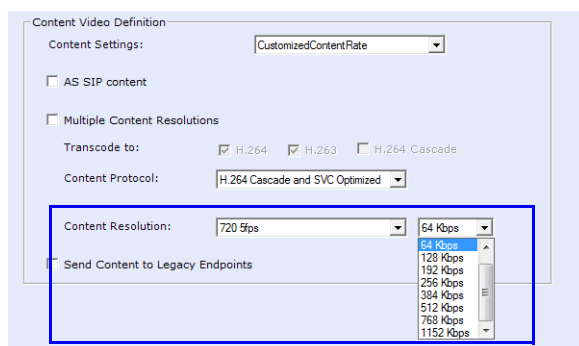 Content Video Definition
Content Settings: CustomizedContentRate
AS SIP content
Multiple Content Resolutions
Transcode to: H.264 H.263 H.264 Cascade
Content Protocol: H.264 Cascade and SVC Optimized
Content Resolution: 720 5fps 64 Kbps
64 Kbps
128 Kbps
Send Content to Legacy Endpoints
192 Kbps
256 Kbps
384 Kbps
512 Kbps
768 Kbps
1152 Kbps